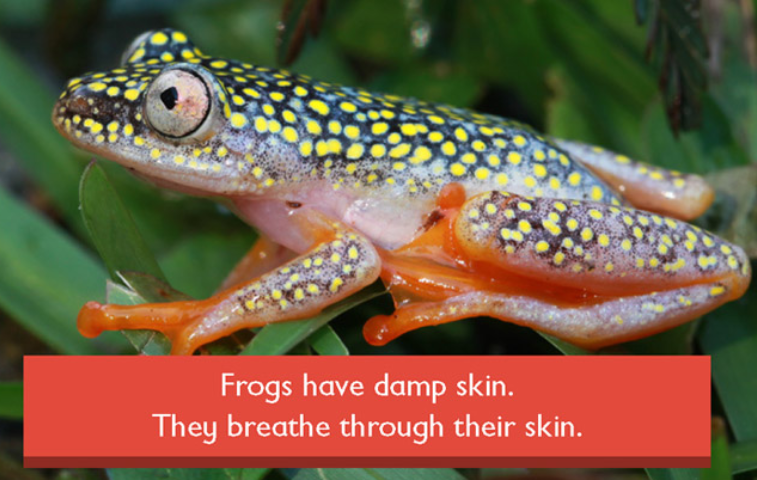 Frogs have damp skin.
They breathe through their skin.